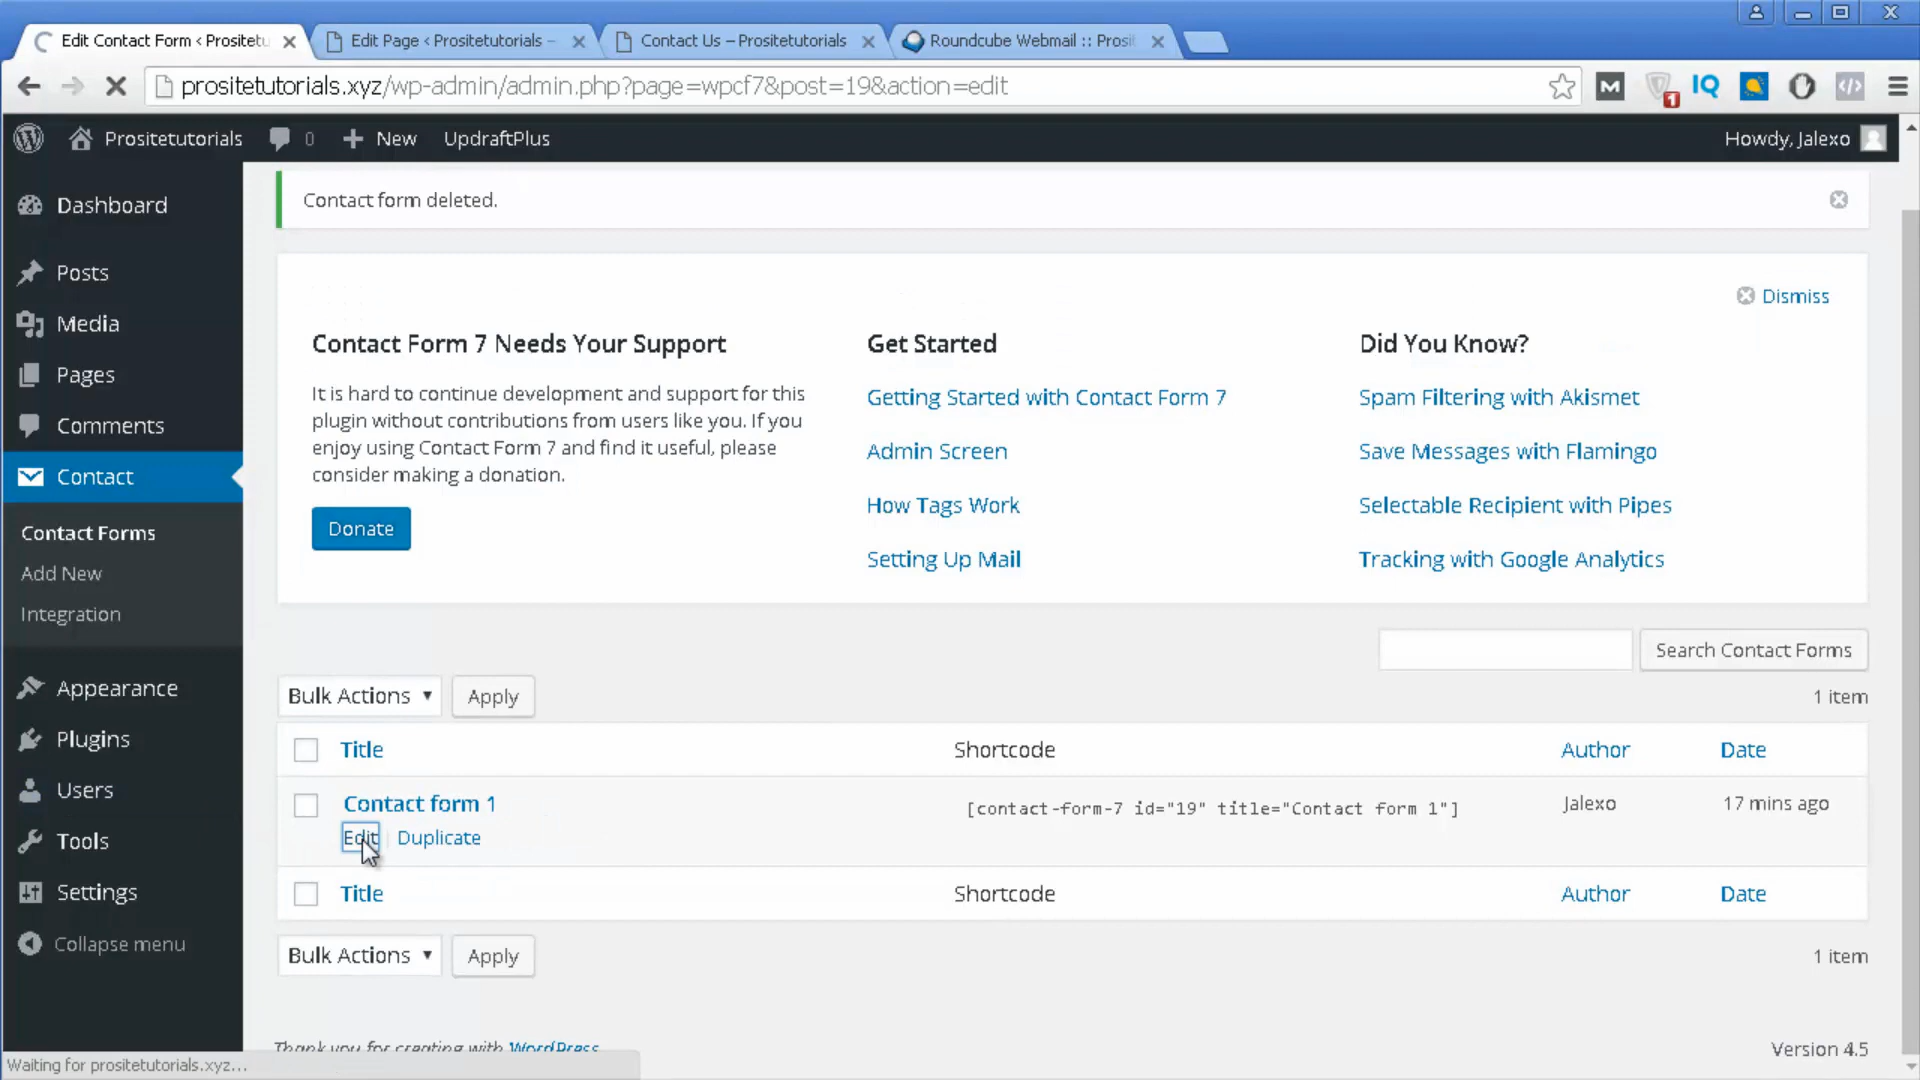 Edit Contact Form < Prositetu
Edit Page < Prositetutorials –
Contact Us – Prositetutorials
Roundcube Webmail :: Prosit
prositetutorials.xyz/wp-admin/admin.php?page=wpcf7&post=19&action=edit
M
1
IQ
</>
Prositetutorials
0
New
UpdraftPlus
Howdy, Jalexo
Dashboard
Posts
Media
Pages
Comments
Contact
Contact Forms
Add New
Integration
Appearance
Plugins
Users
Tools
Settings
Collapse menu
Contact form deleted.
Dismiss
Contact Form 7 Needs Your Support
It is hard to continue development and support for this
plugin without contributions from users like you. If you
enjoy using Contact Form 7 and find it useful, please
consider making a donation.
Donate
Get Started
Getting Started with Contact Form 7
Admin Screen
How Tags Work
Setting Up Mail
Did You Know?
Spam Filtering with Akismet
Save Messages with Flamingo
Selectable Recipient with Pipes
Tracking with Google Analytics
Search Contact Forms
Bulk Actions
Apply
1 item
Title Shortcode Author Date
Contact form 1 [contact-form-7 id="19" title="Contact form 1"] Jalexo 17 mins ago
Edit | Duplicate
Title Shortcode Author Date
Bulk Actions
Apply
1 item
Thank you for creating with WordPress
Version 4.5
Waiting for prositetutorials.xyz...